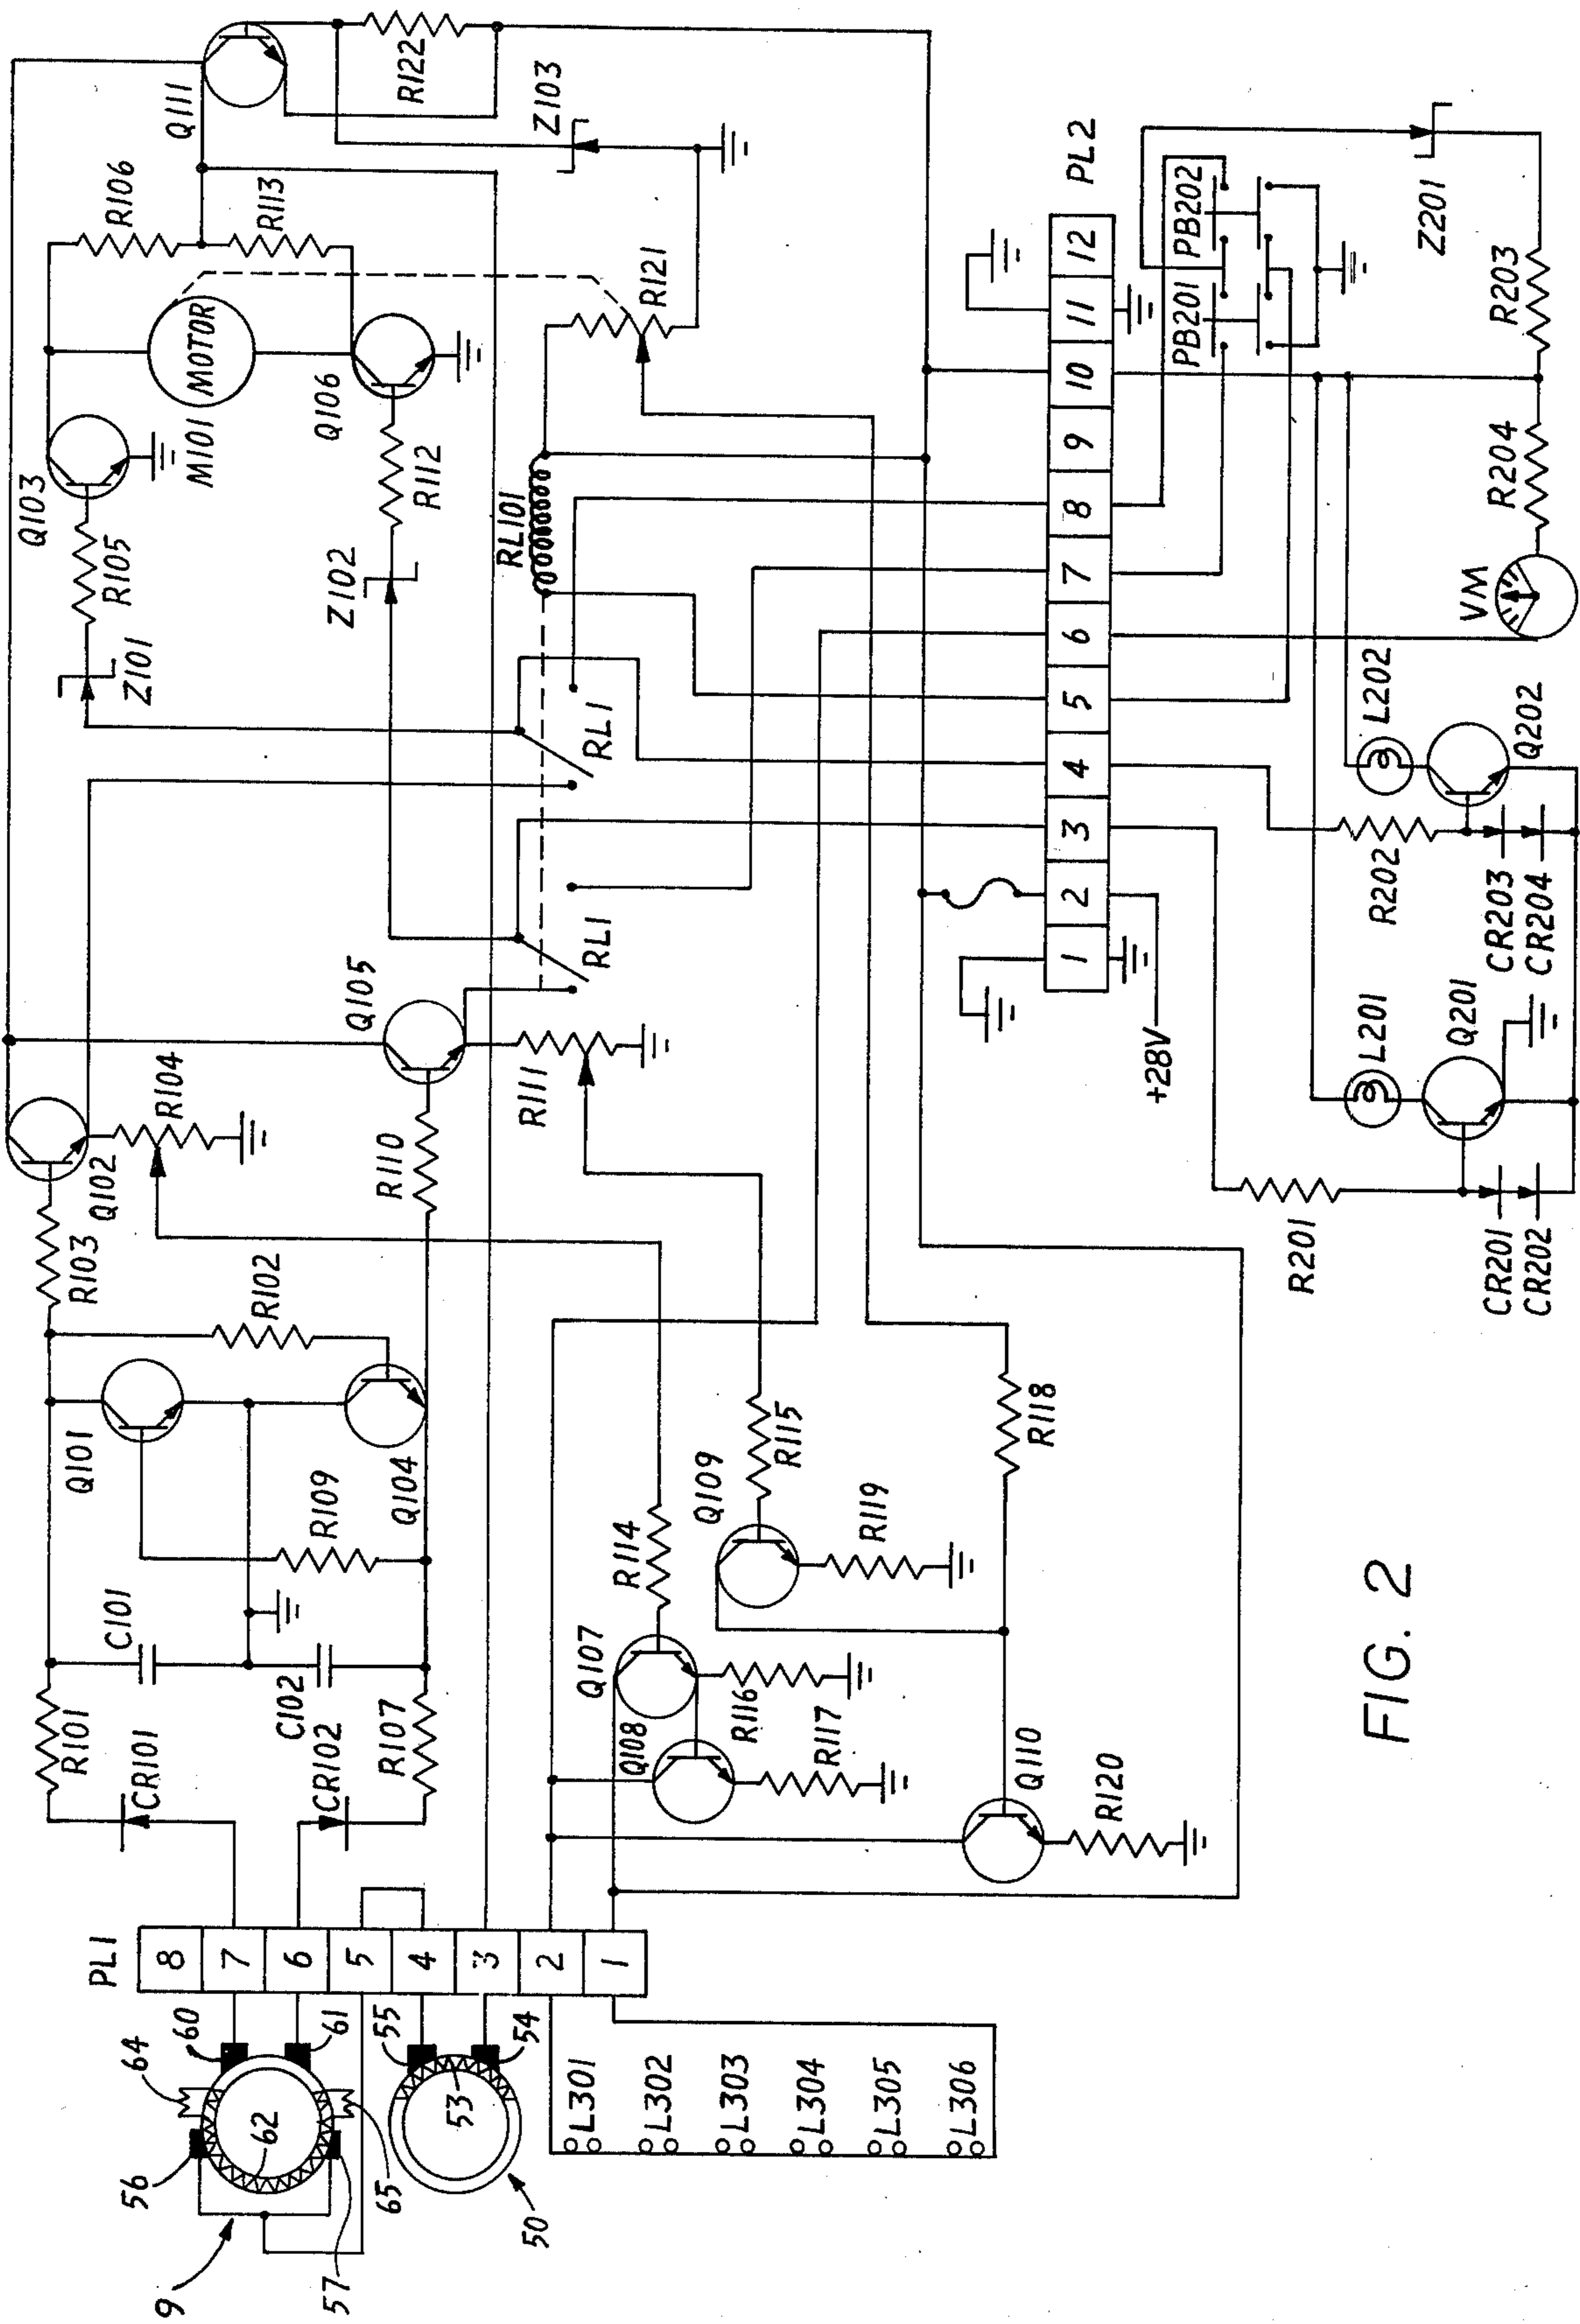 Q111
R122
Z103
R106
R113
MOTOR
M101
Q106
R121
Q103
R105
Z101
R112
Z102
RL101
RL1
RL1
Q105
R111
R104
Q102
R110
R103
R102
Q101
Q104
R109
C101
C102
R101
CR101
CR102
R107
PL1
8
7
6
5
4
3
2
1
64
60
61
56
62
9
57
65
55
54
53
50
L301
L302
L303
L304
L305
L306
Q107
R114
Q108
R116
R117
Q109
R115
R119
R118
Q110
R120
PL2
12
11
10
9
8
7
6
5
4
3
2
1
+28V
PB202
PB201
Z201
R203
R204
VM
L202
Q202
R202
CR203
CR204
L201
Q201
R201
CR201
CR202
FIG. 2